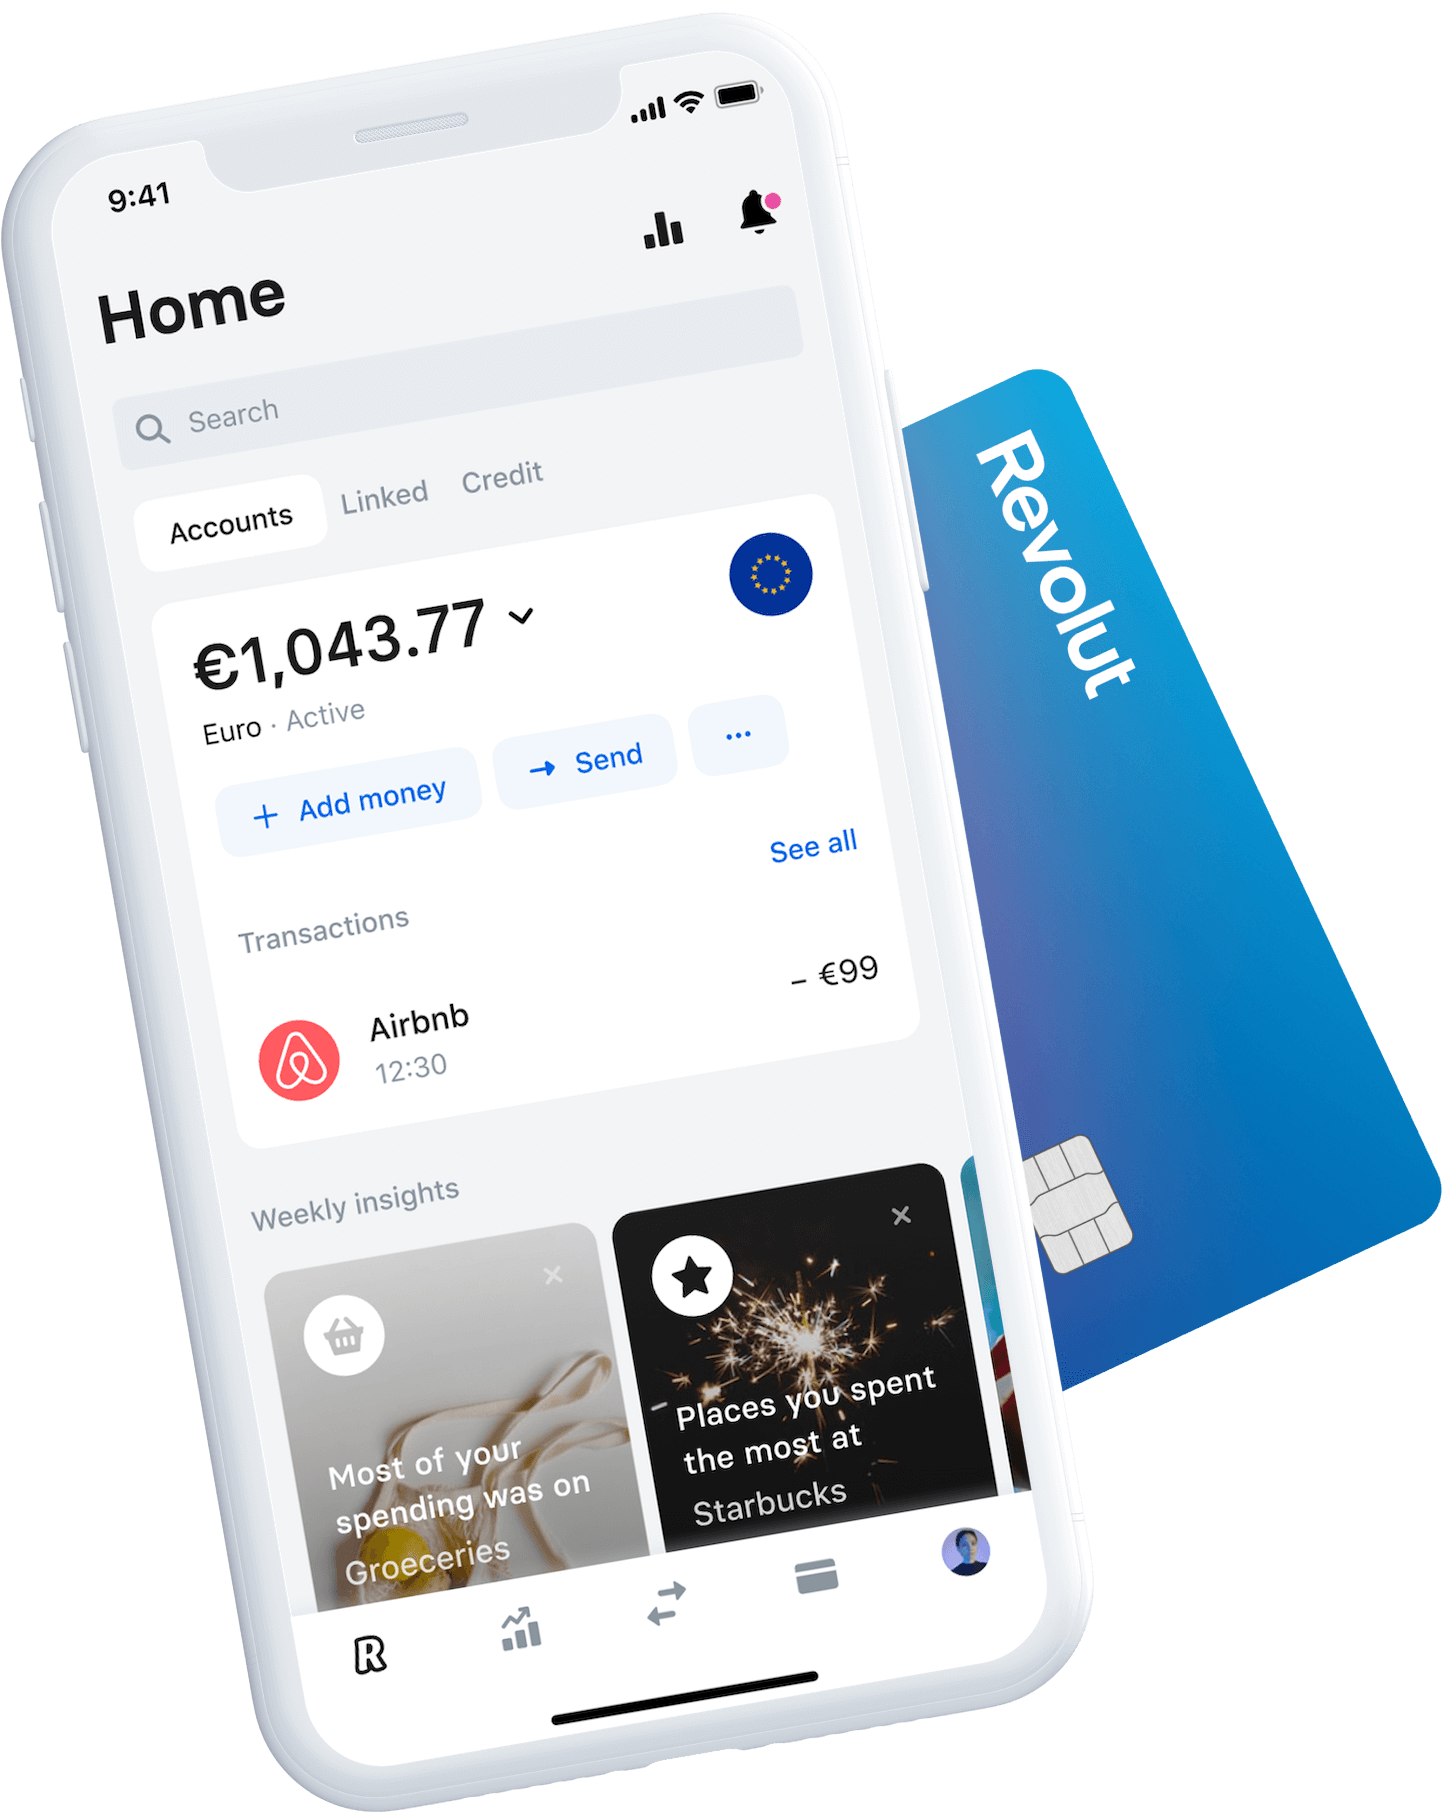 9:41
Home
Search
Accounts
Linked
Credit
€1,043.77
Euro · Active
+ Add money
→ Send
...
See all
Transactions
Airbnb
– €99
12:30
Weekly insights
Most of your
spending was on
Groeceries
Places you spent
the most at
Starbucks
R
Revolut